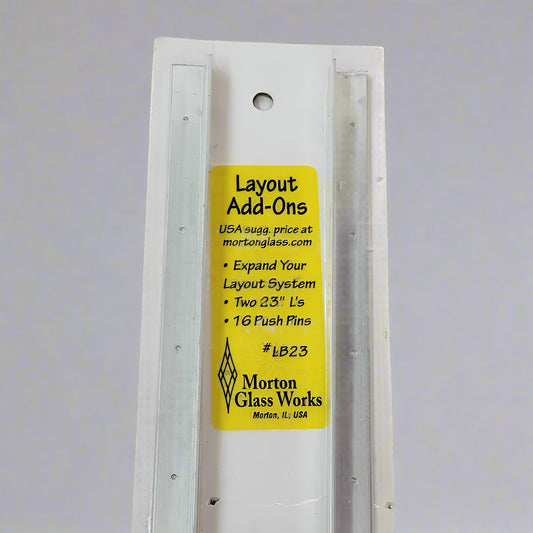 Layout
Add-Ons
USA sugg. price at
mortonglass.com
• Expand Your
Layout System
• Two 23" L's
• 16 Push Pins
#LB23
Morton
Glass Works
Morton, IL, USA